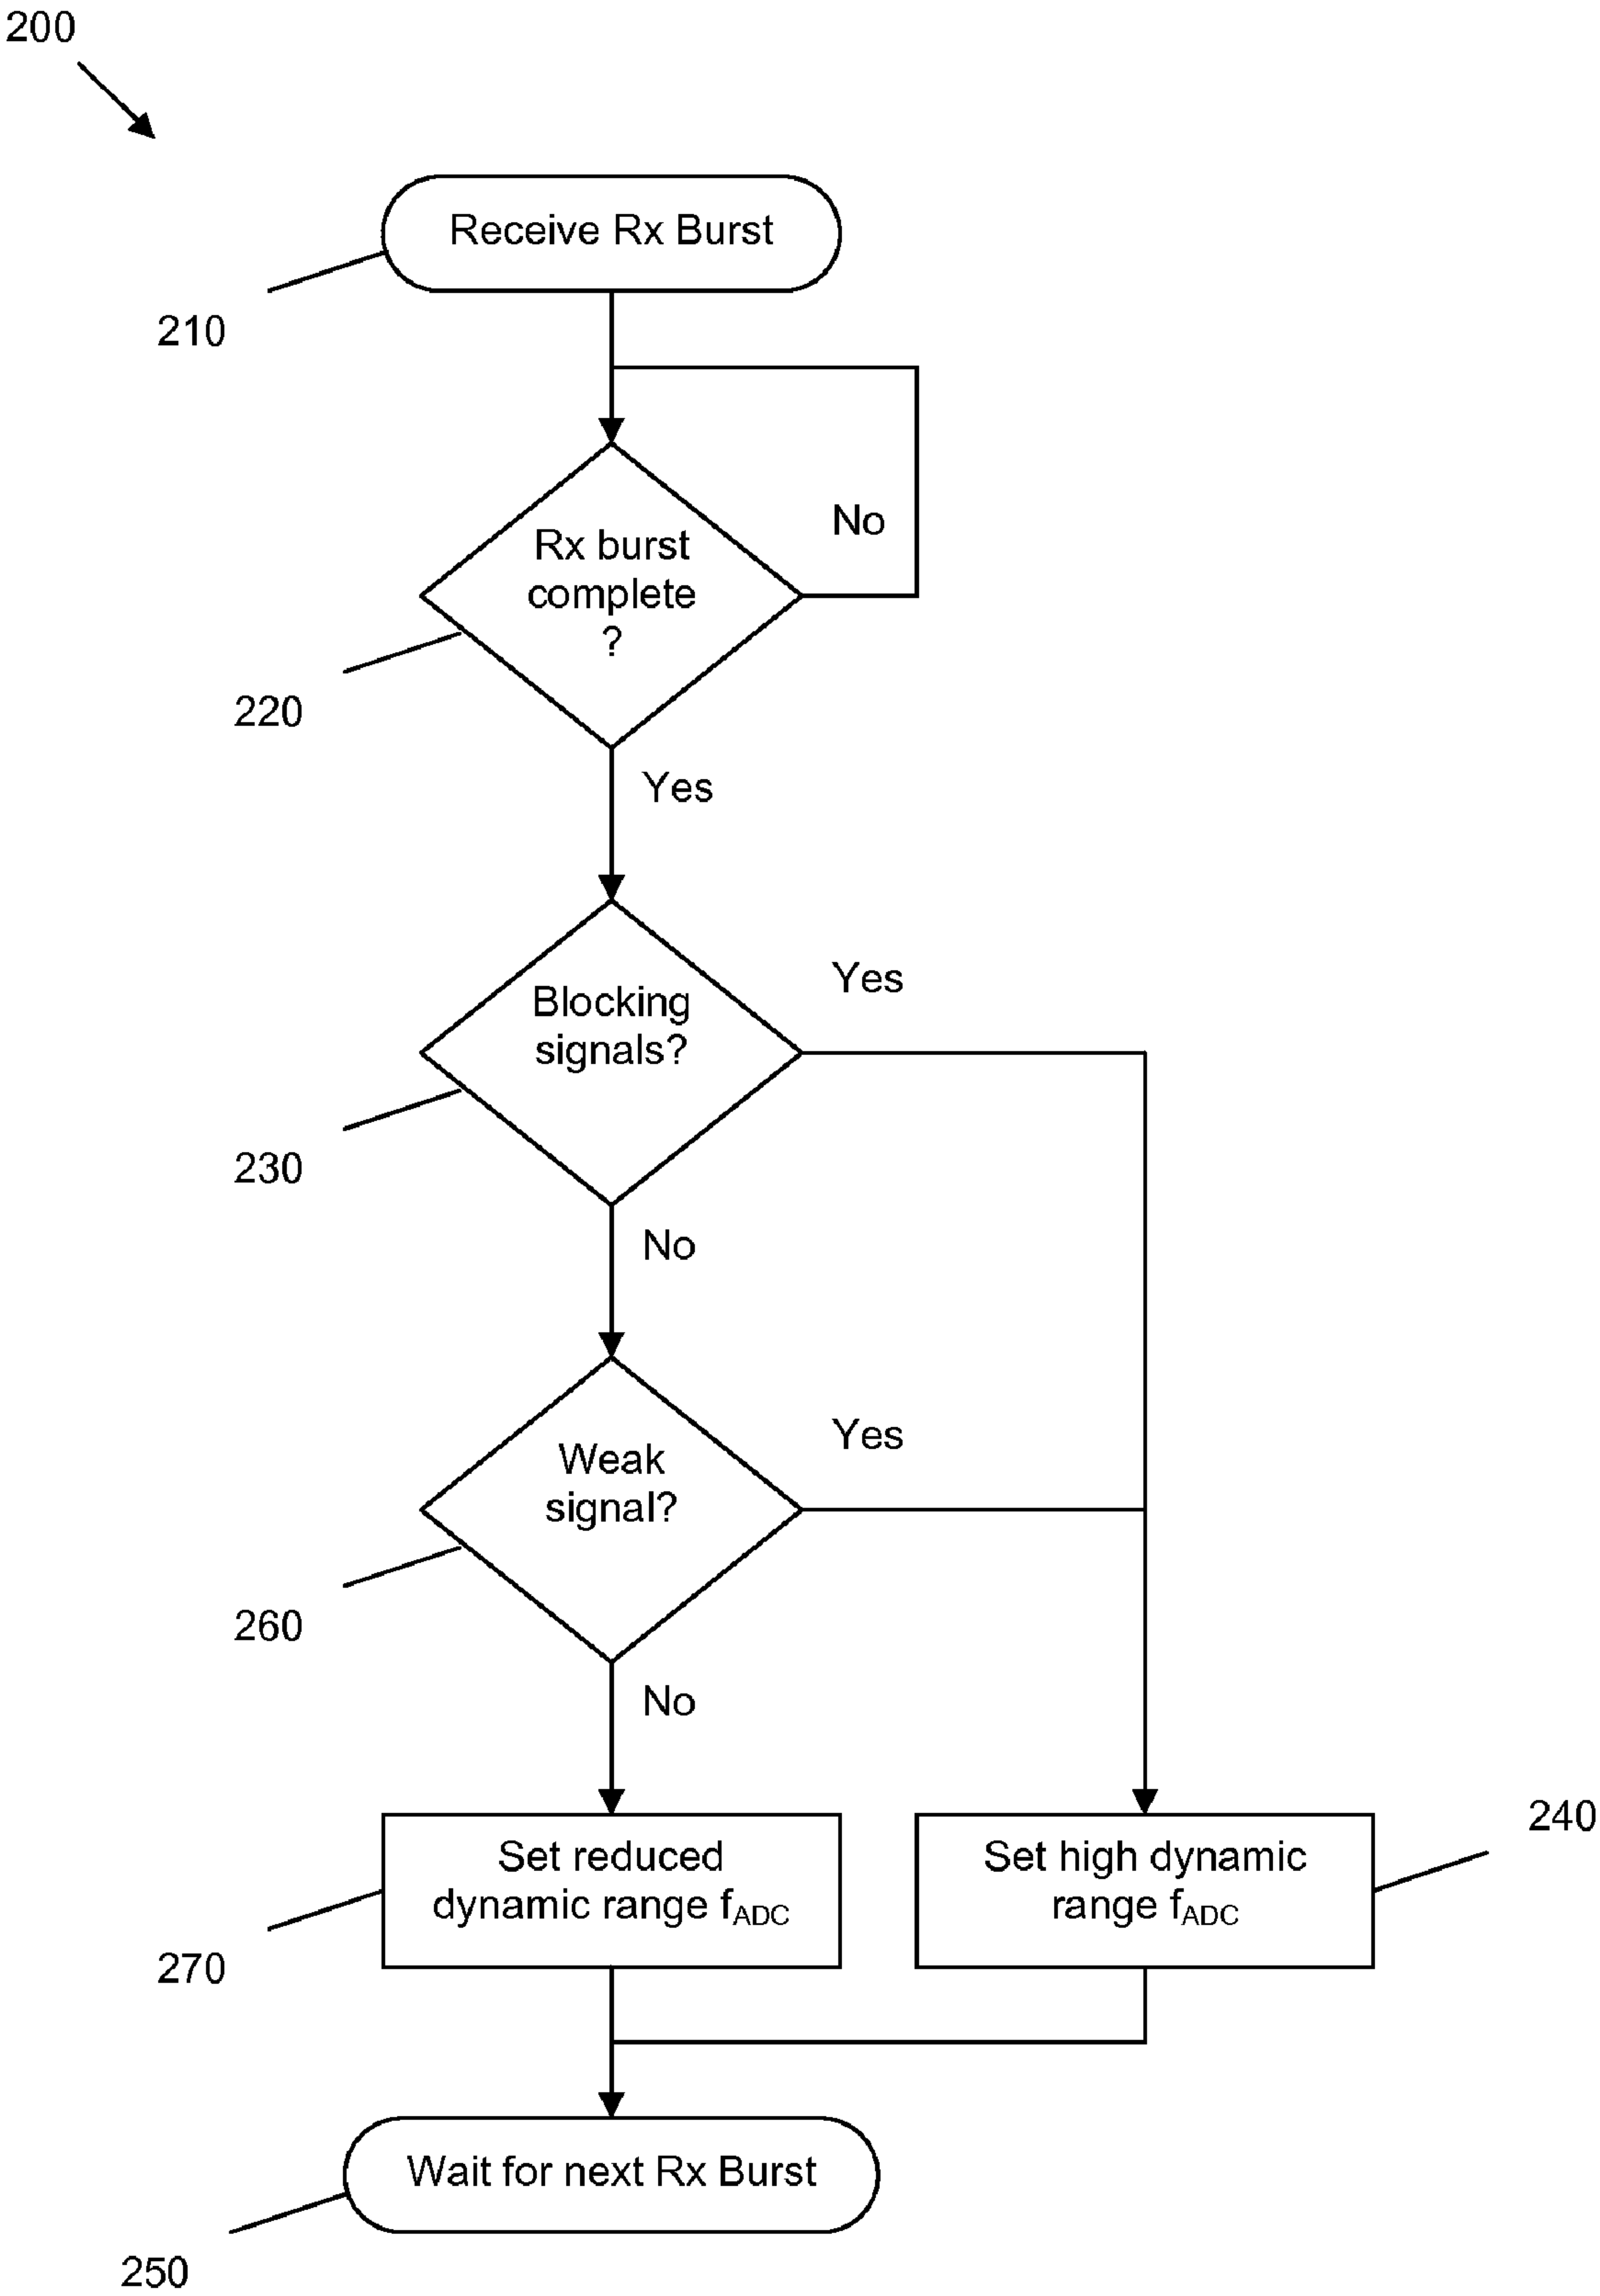 200
Receive Rx Burst
210
No
Rx burst
complete
?
220
Yes
Yes
Blocking
signals?
230
No
Yes
Weak
signal?
260
No
Set reduced
dynamic range fADC
270
Set high dynamic
range fADC
240
Wait for next Rx Burst
250